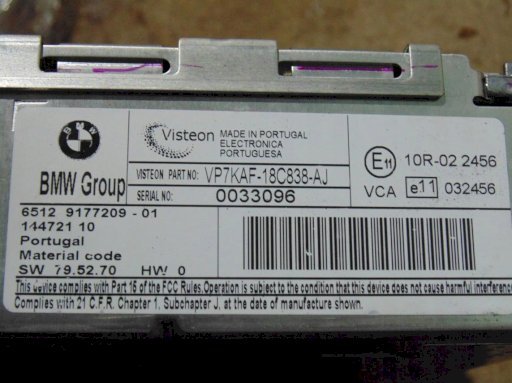 BMW
BMW Group
Visteon
MADE IN PORTUGAL
ELECTRONICA
PORTUGUESA
VISTEON PART NO: VP7KAF-18C838-AJ
SERIAL NO: 0033096
E11 10R-02 2456
VCA e11 032456
6512 9177209 - 01
144721 10
Portugal
Material code
SW 79.52.70 HW 0
This device complies with Part 15 of the FCC Rules. Operation is subject to the condition that this device does not cause harmful interference
Complies with 21 C.F.R. Chapter 1, Subchapter J, at the date of manufacture shown.